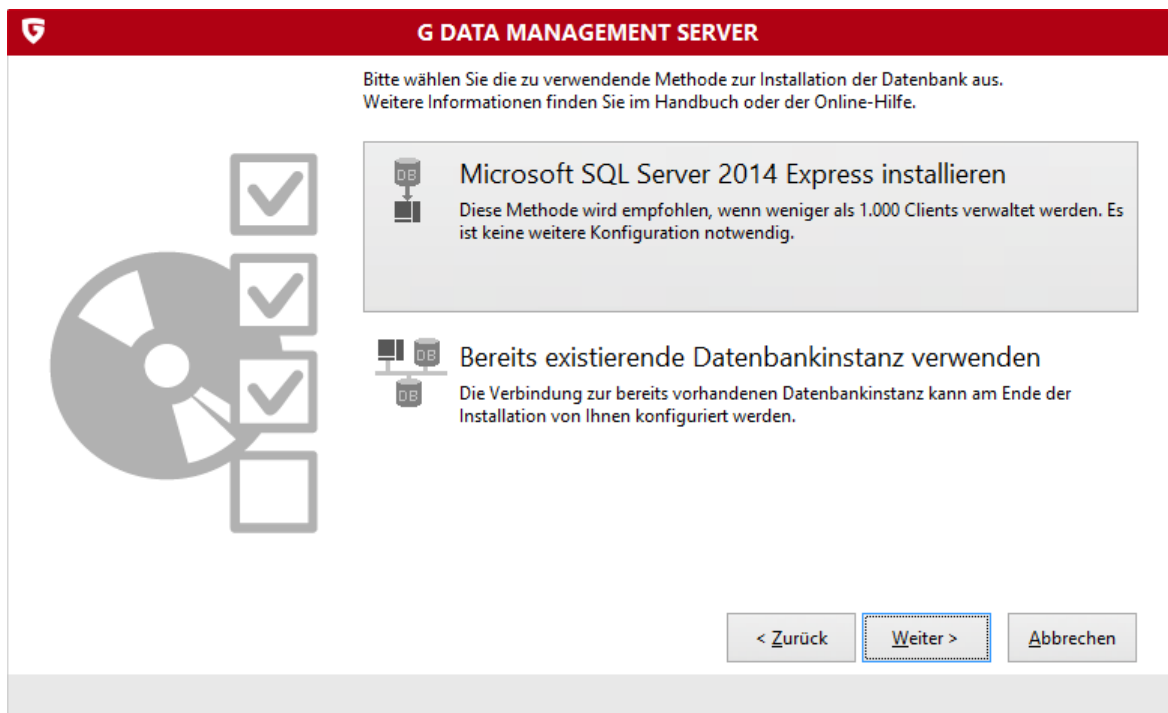 G DATA MANAGEMENT SERVER
Bitte wählen Sie die zu verwendende Methode zur Installation der Datenbank aus.
Weitere Informationen finden Sie im Handbuch oder der Online-Hilfe.
DB
Microsoft SQL Server 2014 Express installieren
Diese Methode wird empfohlen, wenn weniger als 1.000 Clients verwaltet werden. Es
ist keine weitere Konfiguration notwendig.
DB
DB
Bereits existierende Datenbankinstanz verwenden
Die Verbindung zur bereits vorhandenen Datenbankinstanz kann am Ende der
Installation von Ihnen konfiguriert werden.
< Zurück
Weiter >
Abbrechen